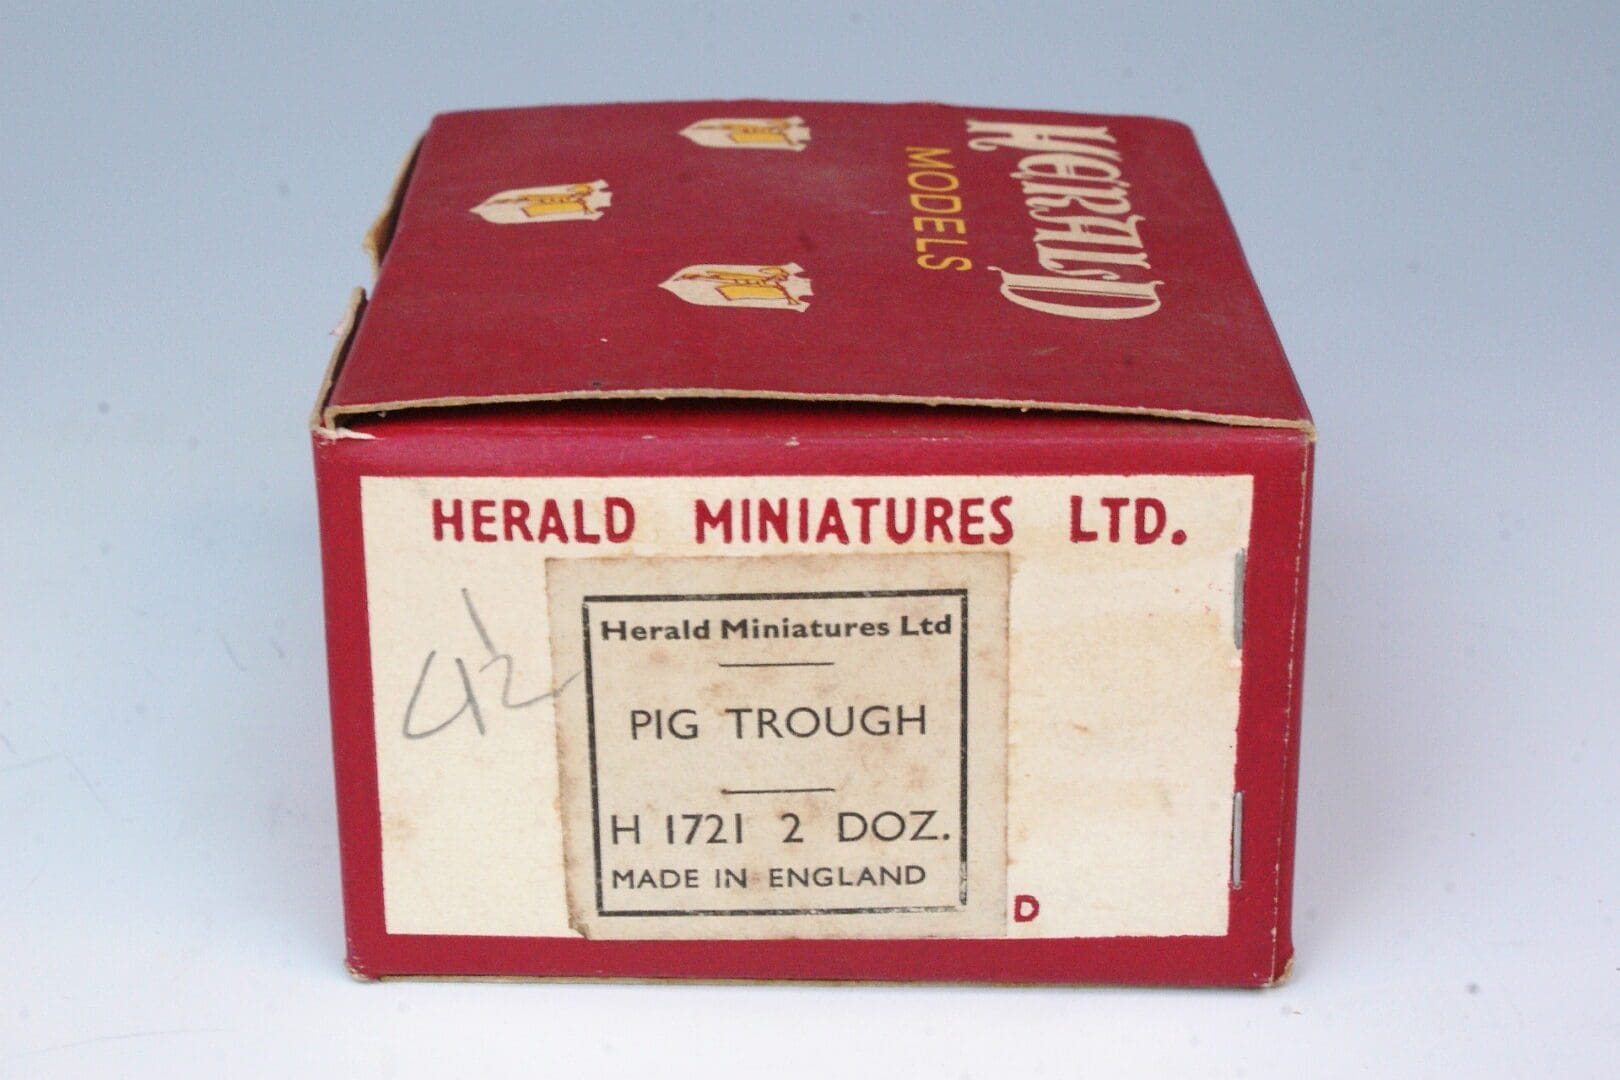 HERALD
MODELS
HERALD MINIATURES LTD.
4½
Herald Miniatures Ltd
PIG TROUGH
H 1721 2 DOZ.
MADE IN ENGLAND
D